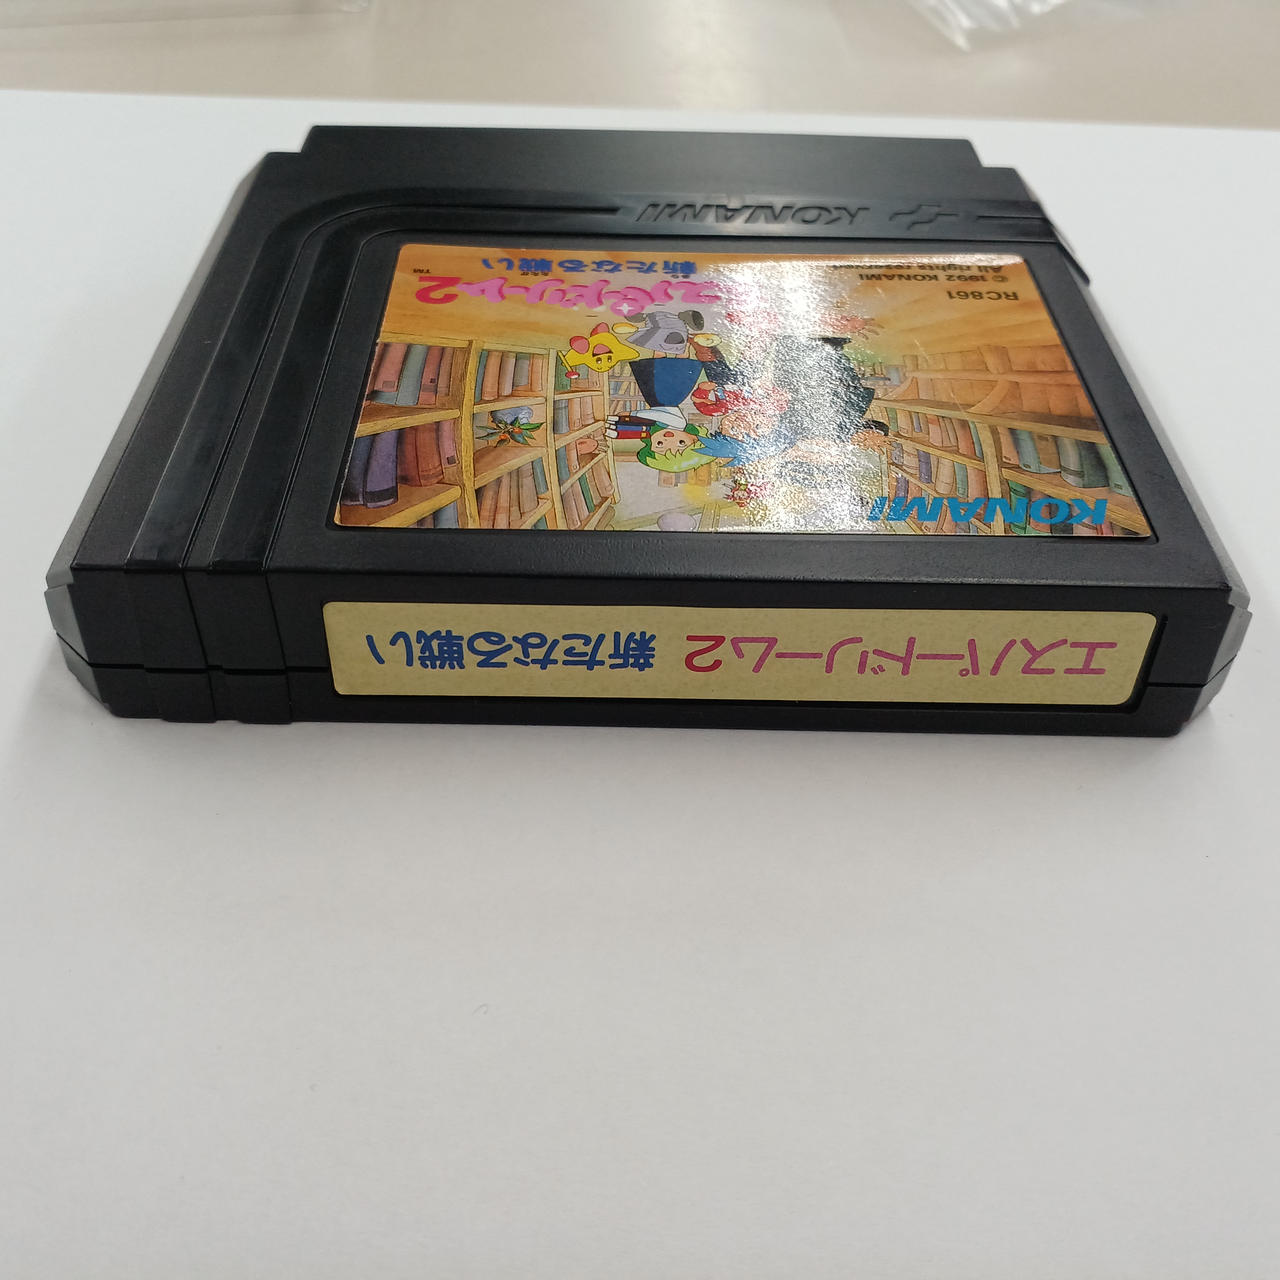 エスパードリーム2 新たなる戦い
KONAMI
RC861
© 1992 KONAMI
All rights reserved
エスパードリーム2
TM
新たなる戦い
KONAMI